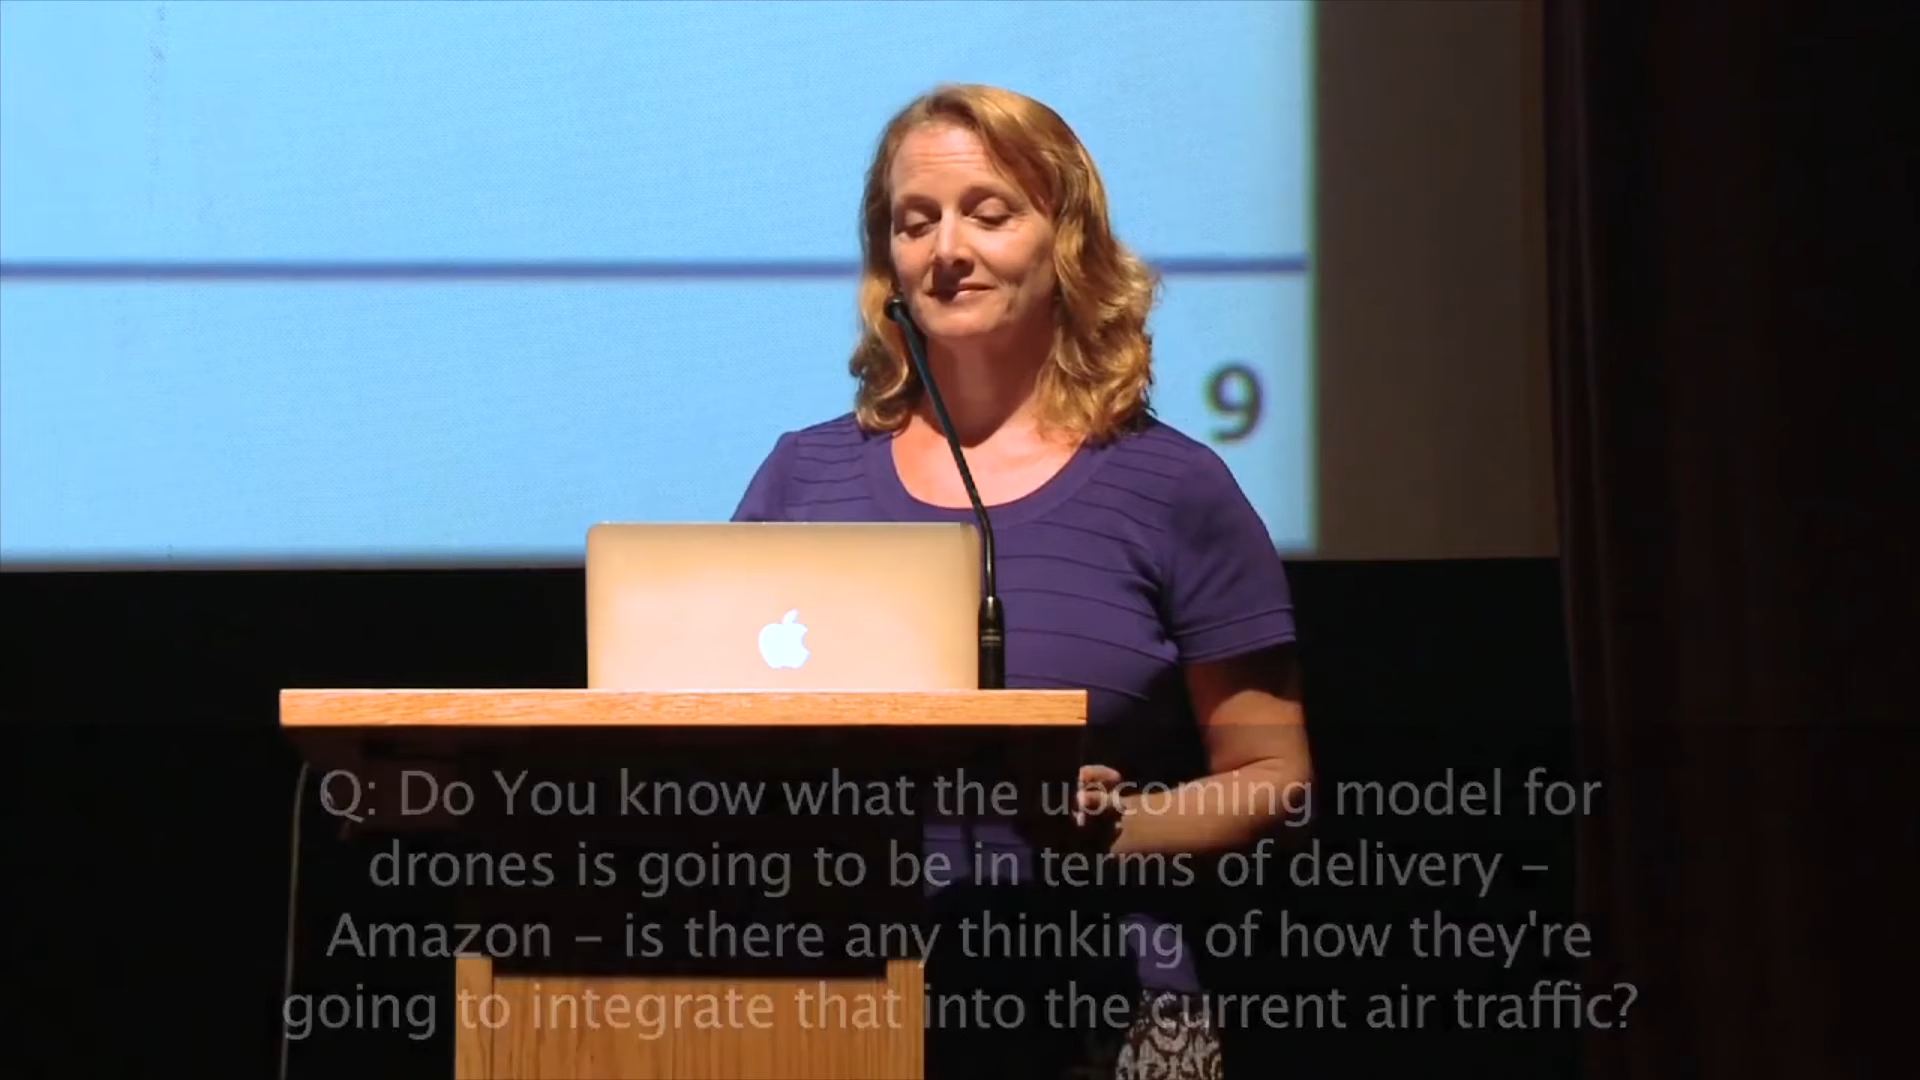 9
Q: Do You know what the upcoming model for
drones is going to be in terms of delivery –
Amazon – is there any thinking of how they're
going to integrate that into the current air traffic?